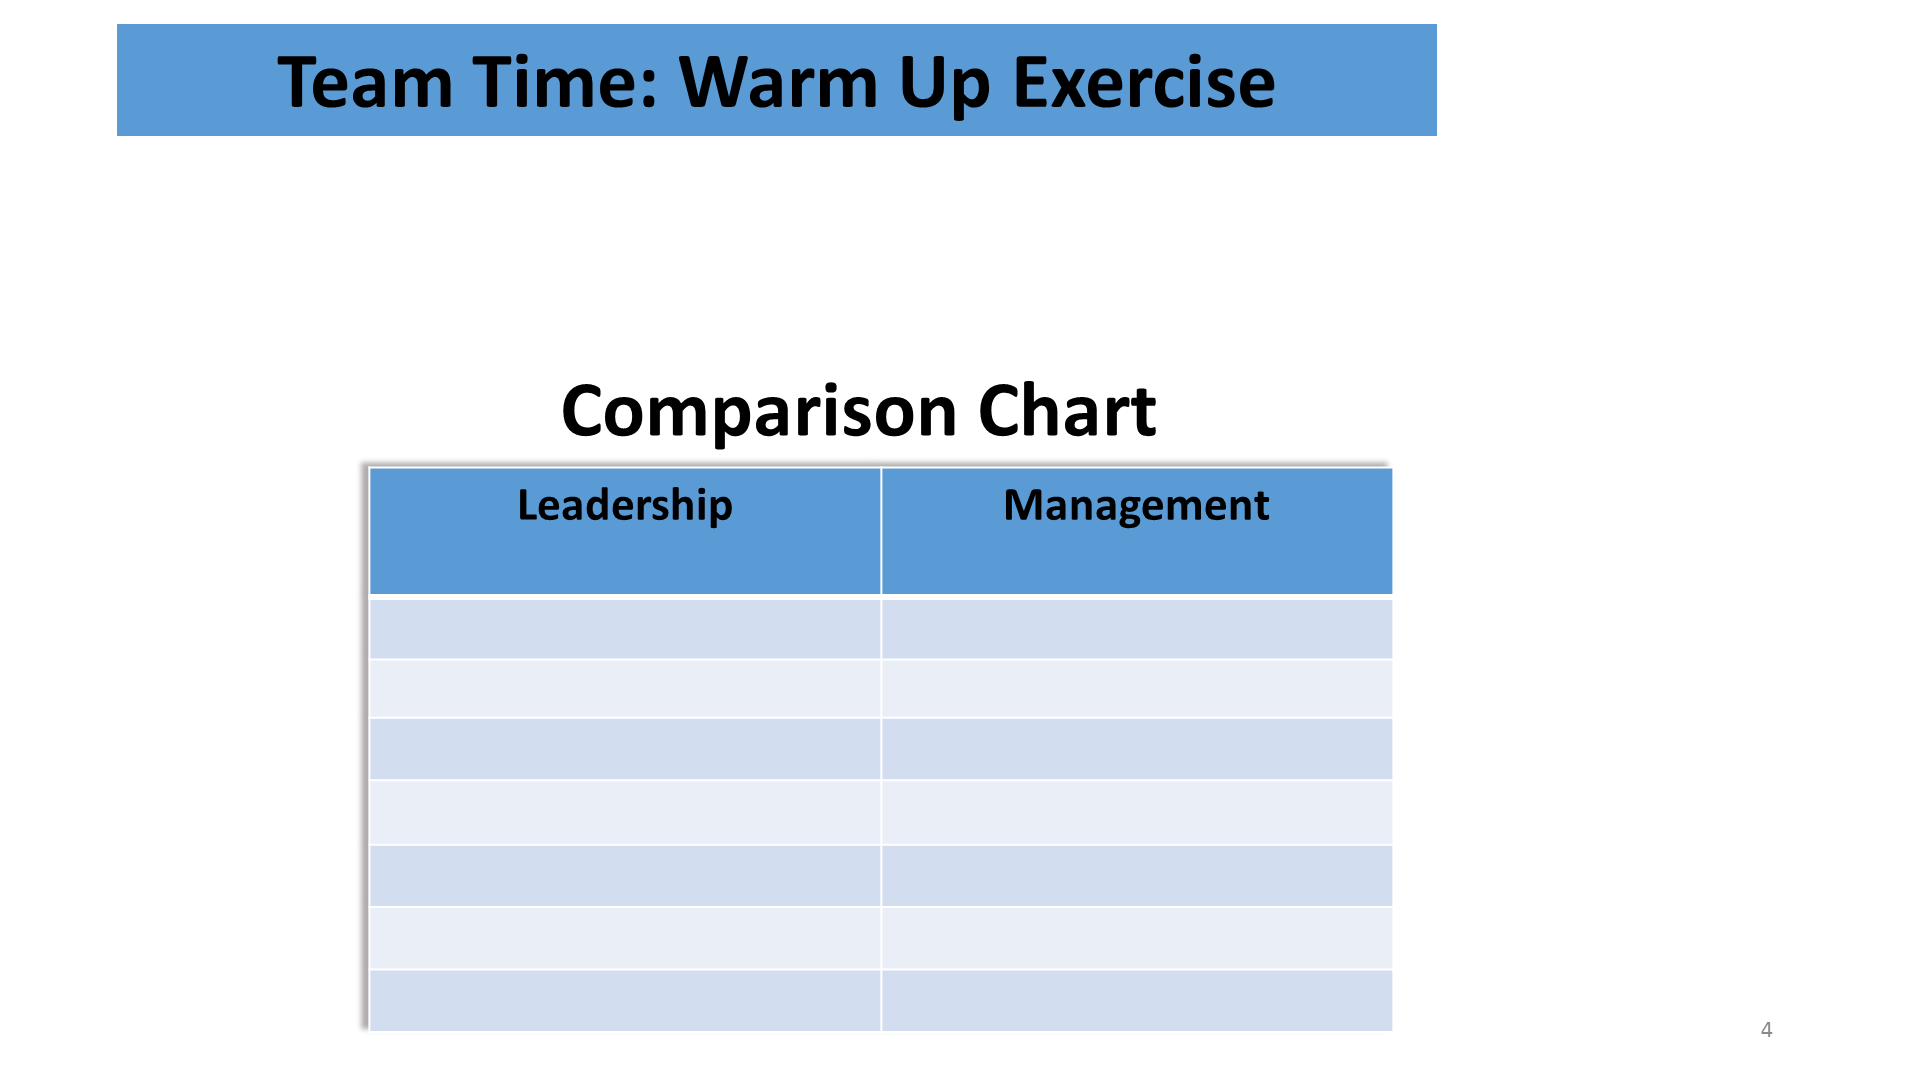 Team Time: Warm Up Exercise
Comparison Chart
Leadership
Management
4